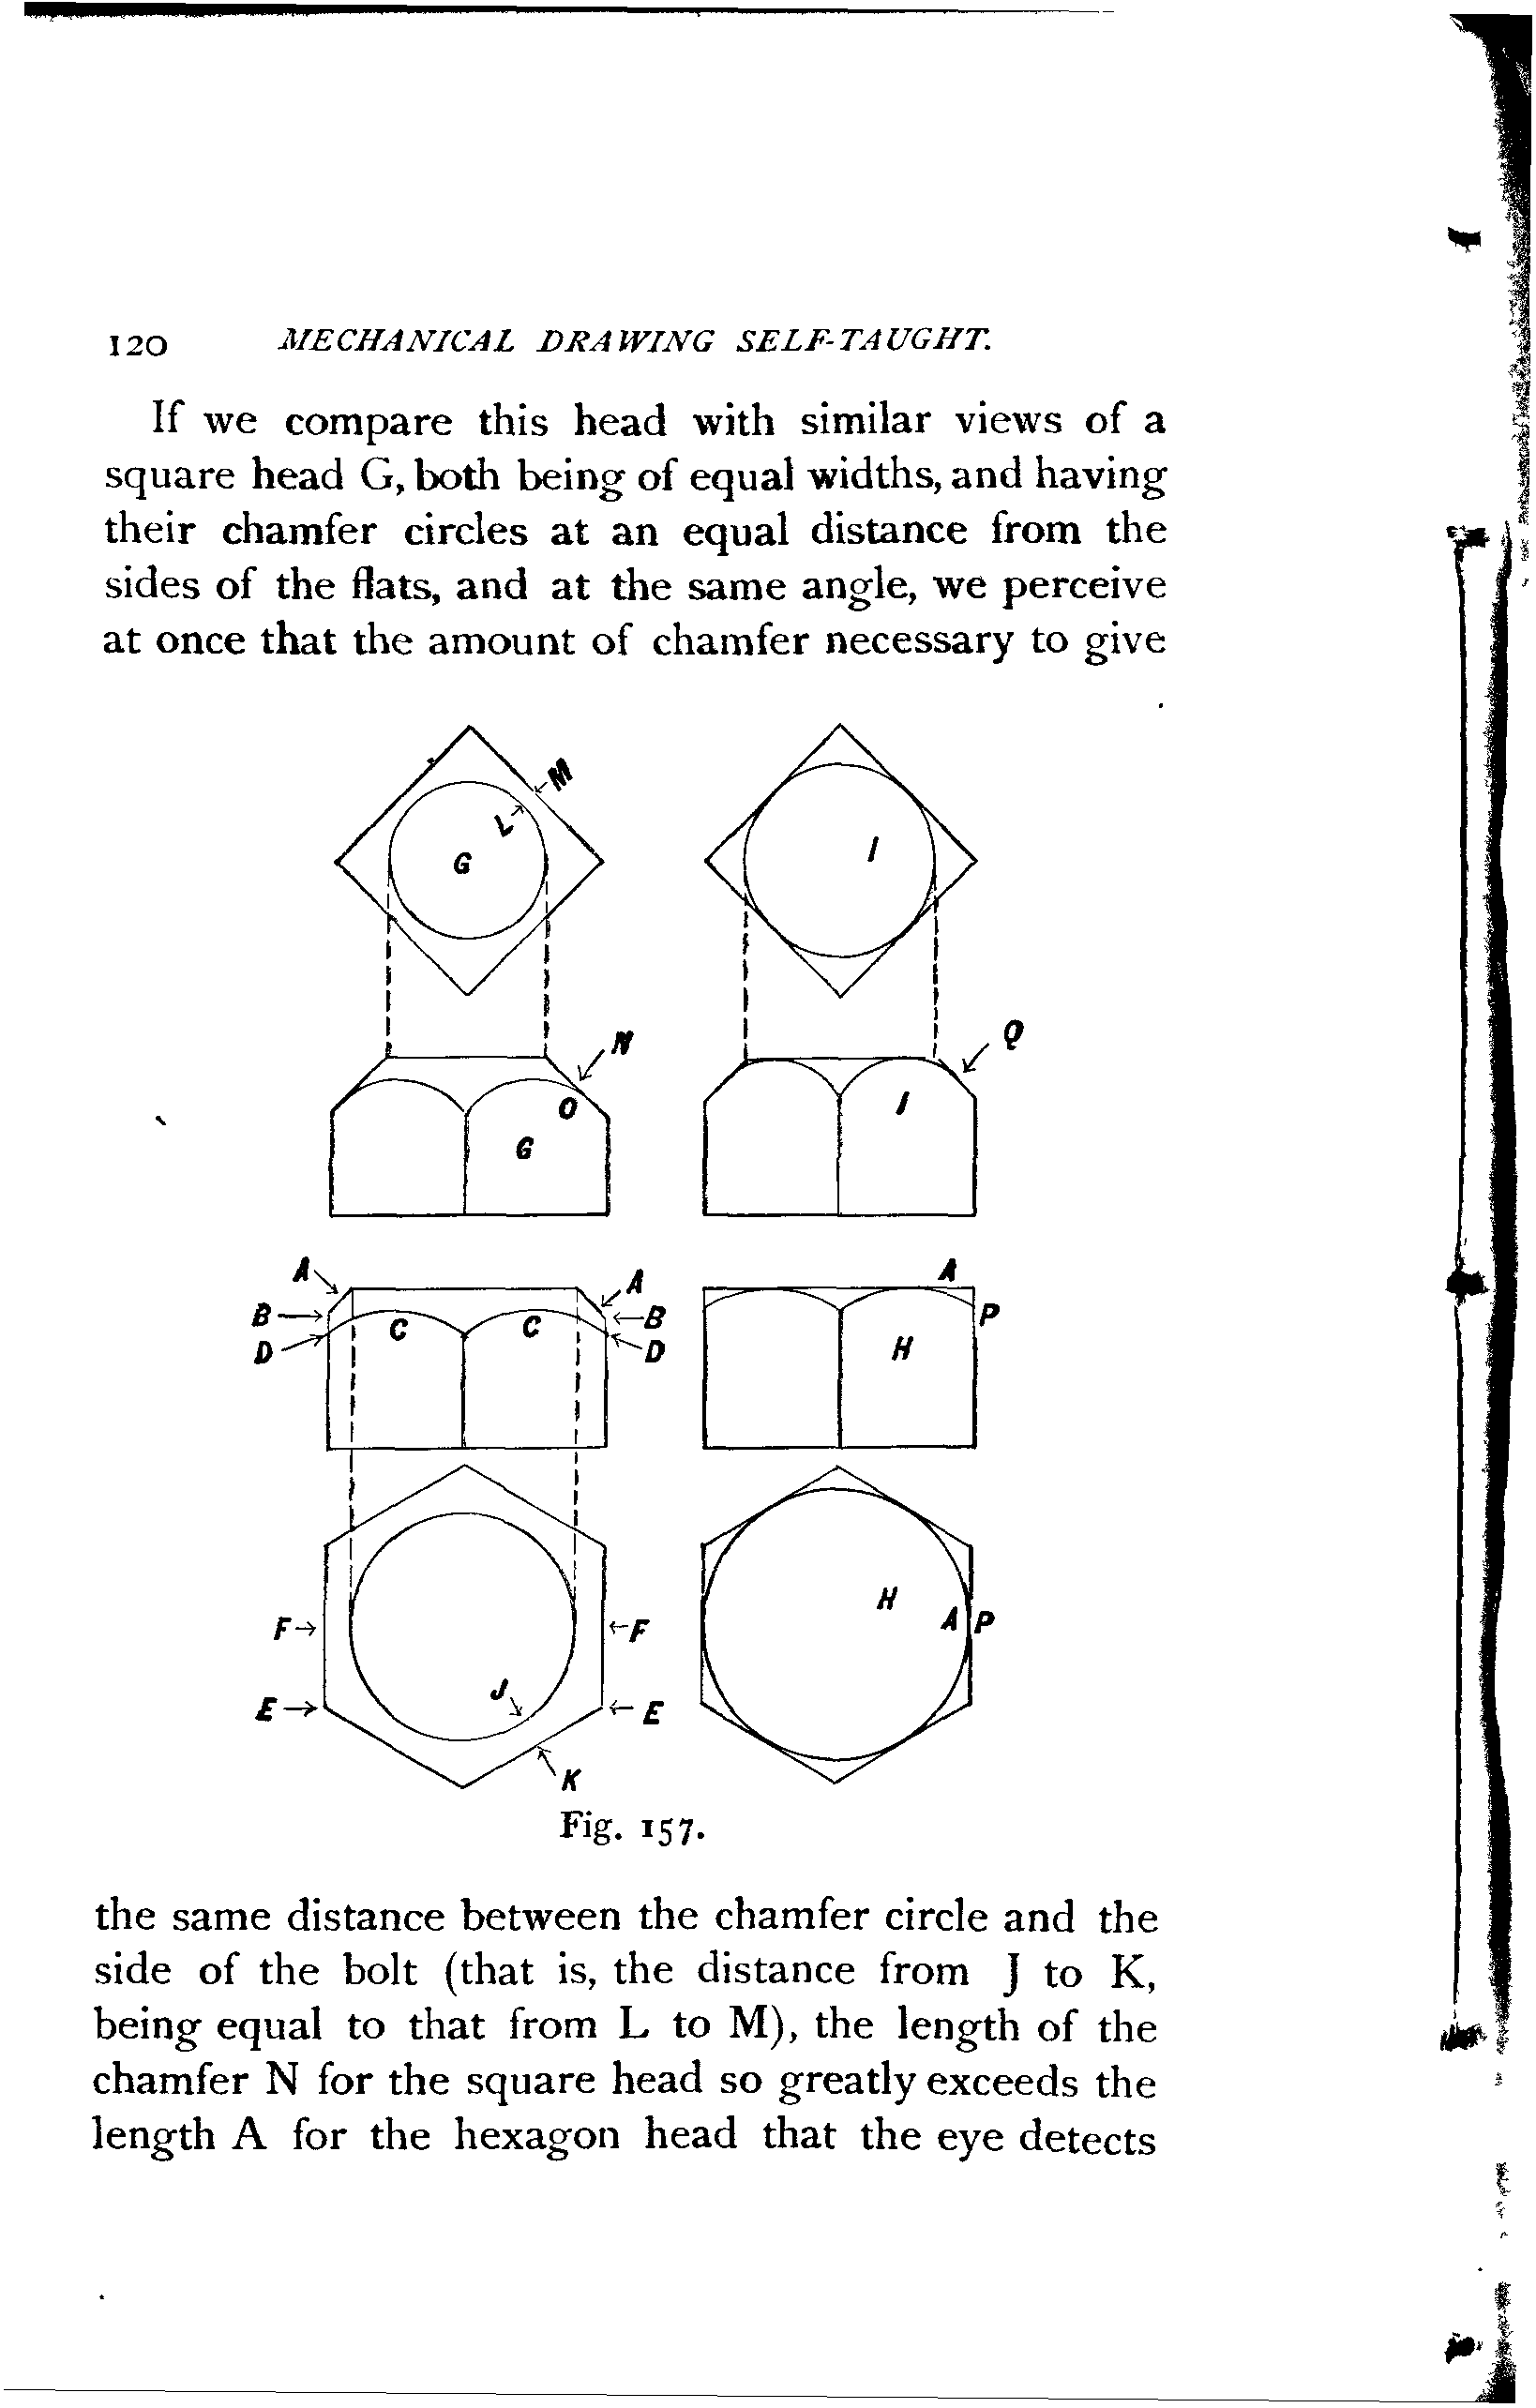 120 MECHANICAL DRAWING SELF-TAUGHT.
If we compare this head with similar views of a
square head G, both being of equal widths, and having
their chamfer circles at an equal distance from the
sides of the flats, and at the same angle, we perceive
at once that the amount of chamfer necessary to give
M
L
G
I
N
Q
O
G
I
A
A
A
B
B
P
C
C
D
D
H
H
F
F
A
P
J
E
E
K
Fig. 157.
the same distance between the chamfer circle and the
side of the bolt (that is, the distance from J to K,
being equal to that from L to M), the length of the
chamfer N for the square head so greatly exceeds the
length A for the hexagon head that the eye detects